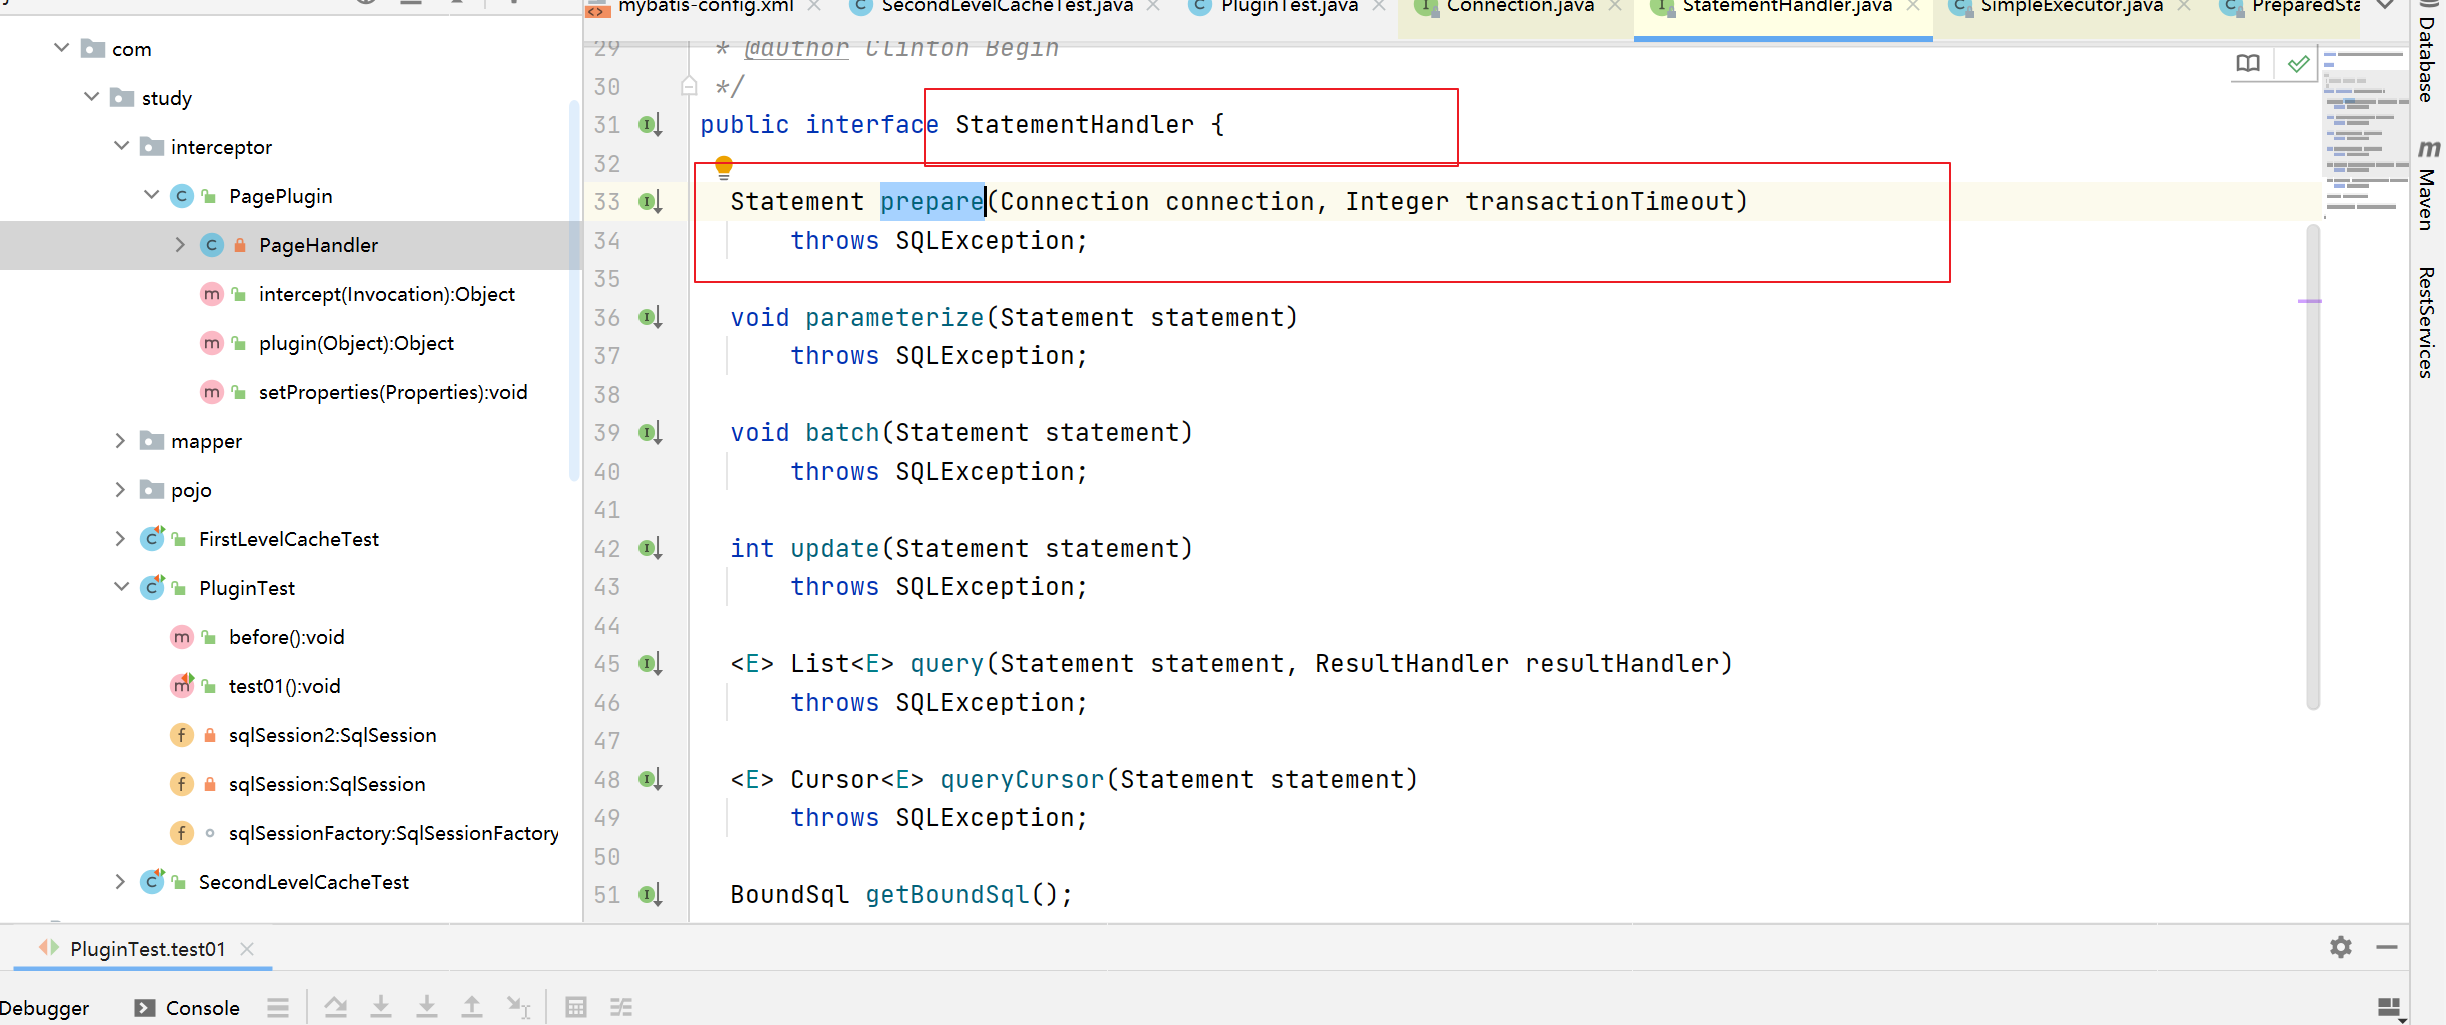 mybatis-config.xml SecondLevelCacheTest.java PluginTest.java Connection.java StatementHandler.java SimpleExecutor.java PreparedSta
com
study
interceptor
PagePlugin
PageHandler
intercept(Invocation):Object
plugin(Object):Object
setProperties(Properties):void
mapper
pojo
FirstLevelCacheTest
PluginTest
before():void
test01():void
sqlSession2:SqlSession
sqlSession:SqlSession
sqlSessionFactory:SqlSessionFactory
SecondLevelCacheTest
29 * @author Clinton Begin
30 */
31 public interface StatementHandler {
32
33 Statement prepare(Connection connection, Integer transactionTimeout)
34 throws SQLException;
35
36 void parameterize(Statement statement)
37 throws SQLException;
38
39 void batch(Statement statement)
40 throws SQLException;
41
42 int update(Statement statement)
43 throws SQLException;
44
45 <E> List<E> query(Statement statement, ResultHandler resultHandler)
46 throws SQLException;
47
48 <E> Cursor<E> queryCursor(Statement statement)
49 throws SQLException;
50
51 BoundSql getBoundSql();
Database
Maven
RestServices
PluginTest.test01
Debugger Console